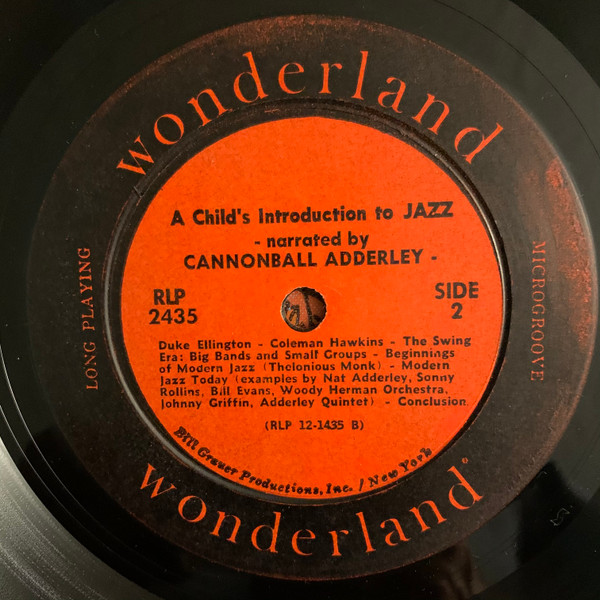 wonderland
A Child's Introduction to JAZZ
- narrated by
CANNONBALL ADDERLEY -
RLP
2435
SIDE
2
LONG PLAYING
MICROGROOVE
Duke Ellington - Coleman Hawkins - The Swing
Era: Big Bands and Small Groups - Beginnings
of Modern Jazz (Thelonious Monk) - Modern
Jazz Today (examples by Nat Adderley, Sonny
Rollins, Bill Evans, Woody Herman Orchestra,
Johnny Griffin, Adderley Quintet) - Conclusion.
(RLP 12-1435 B)
Bill Grauer Productions, Inc. / New York
wonderland®